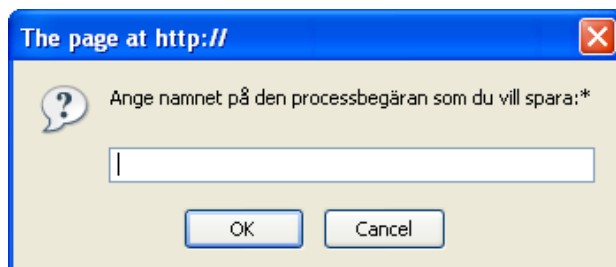 The page at http://
Ange namnet på den processbegäran som du vill spara:*
OK
Cancel